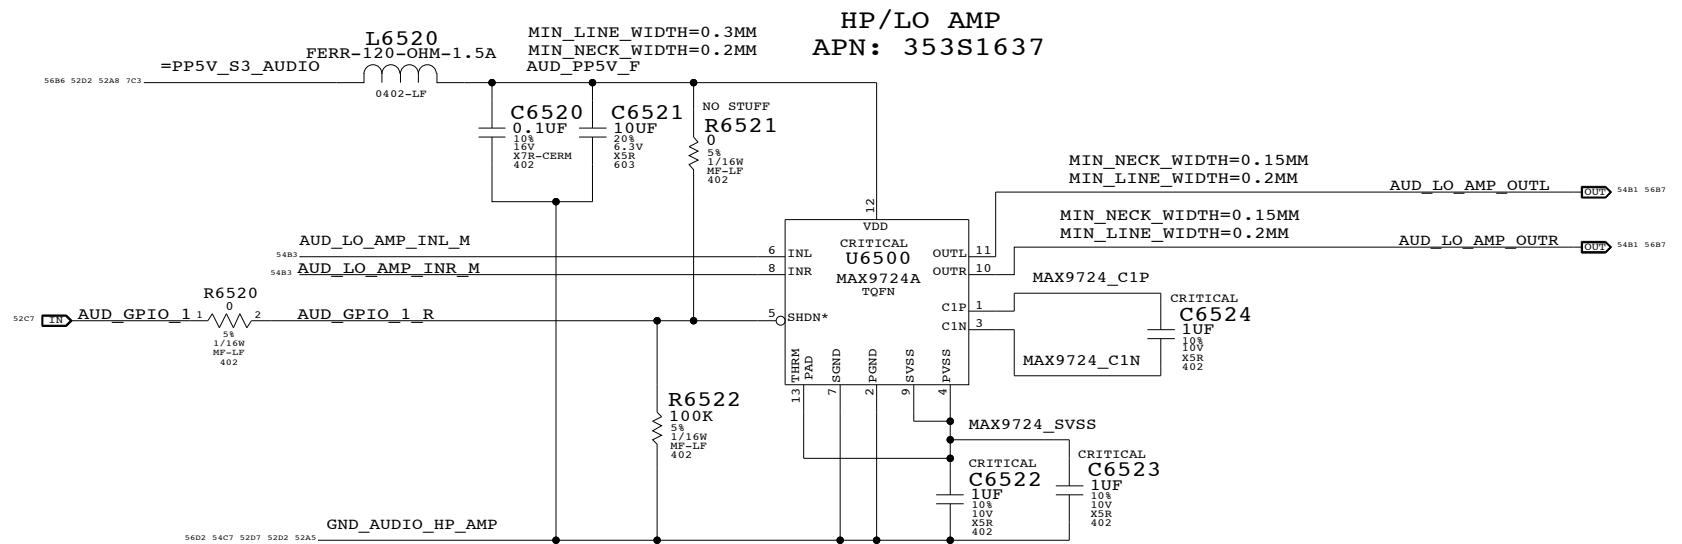 HP/LO AMP
APN: 353S1637
L6520
FERR-120-OHM-1.5A
=PP5V_S3_AUDIO
56B6 52D2 52A8 7C3
0402-LF
MIN_LINE_WIDTH=0.3MM
MIN_NECK_WIDTH=0.2MM
AUD_PP5V_F
C6520
0.1UF
10%
16V
X7R-CERM
402
C6521
10UF
20%
6.3V
X5R
603
NO STUFF
R6521
0
5%
1/16W
MF-LF
402
MIN_NECK_WIDTH=0.15MM
MIN_LINE_WIDTH=0.2MM
AUD_LO_AMP_OUTL
OUT
54B1 56B7
MIN_NECK_WIDTH=0.15MM
MIN_LINE_WIDTH=0.2MM
AUD_LO_AMP_OUTR
OUT
54B1 56B7
12
VDD
CRITICAL
U6500
MAX9724A
TQFN
AUD_LO_AMP_INL_M
54B3
6
INL
54B3
AUD_LO_AMP_INR_M
8
INR
OUTL
11
OUTR
10
R6520
0
52C7
IN
AUD_GPIO_1
1
2
5%
1/16W
MF-LF
402
AUD_GPIO_1_R
5
SHDN*
C1P
1
C1N
3
MAX9724_C1P
MAX9724_C1N
CRITICAL
C6524
1UF
10%
10V
X5R
402
THRM
PAD
SGND
PGND
SVSS
PVSS
13
7
2
9
4
R6522
100K
5%
1/16W
MF-LF
402
MAX9724_SVSS
CRITICAL
C6522
1UF
10%
10V
X5R
402
CRITICAL
C6523
1UF
10%
10V
X5R
402
GND_AUDIO_HP_AMP
56D2 54C7 52D7 52D2 52A5